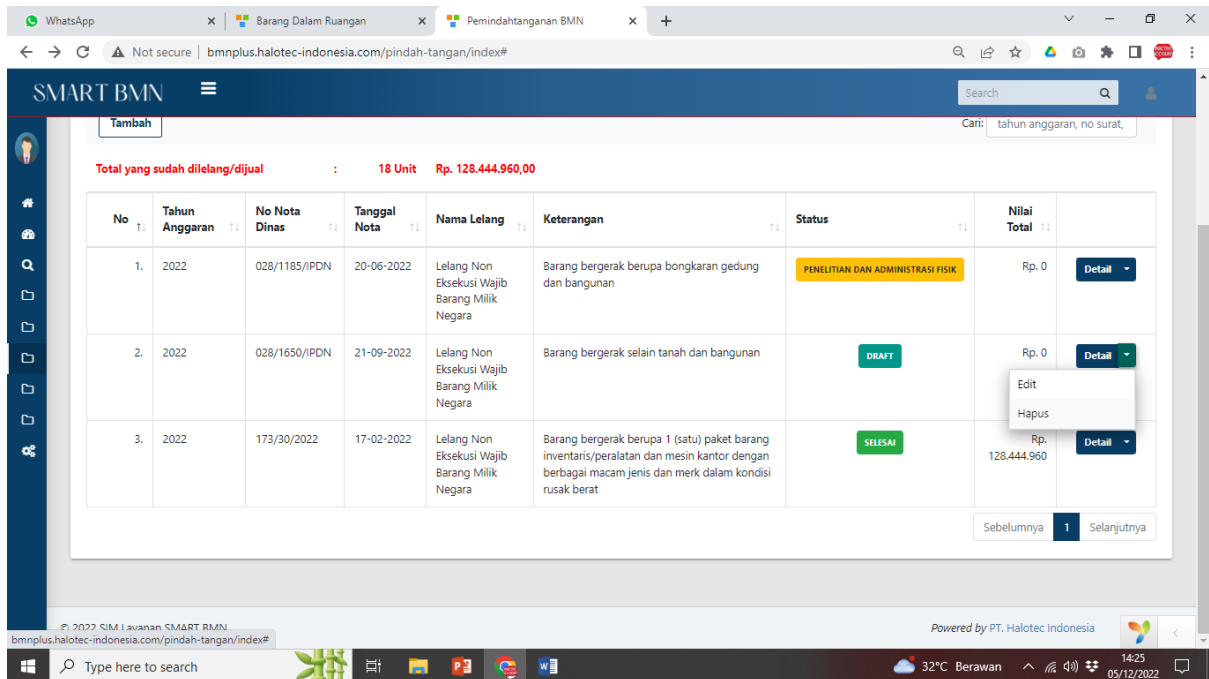 WhatsApp
Barang Dalam Ruangan
Pemindahtanganan BMN
Not secure | bmnplus.halotec-indonesia.com/pindah-tangan/index#
SMART BMN
Search
Tambah
Cari: tahun anggaran, no surat,
Total yang sudah dilelang/dijual : 18 Unit Rp. 128.444.960,00
No
Tahun Anggaran
No Nota Dinas
Tanggal Nota
Nama Lelang
Keterangan
Status
Nilai Total
1. 2022 028/1185/IPDN 20-06-2022
Lelang Non
Eksekusi Wajib
Barang Milik
Negara
Barang bergerak berupa bongkaran gedung
dan bangunan
PENELITIAN DAN ADMINISTRASI FISIK
Rp. 0
Detail
2. 2022 028/1650/IPDN 21-09-2022
Lelang Non
Eksekusi Wajib
Barang Milik
Negara
Barang bergerak selain tanah dan bangunan
DRAFT
Rp. 0
Detail
Edit
Hapus
3. 2022 173/30/2022 17-02-2022
Lelang Non
Eksekusi Wajib
Barang Milik
Negara
Barang bergerak berupa 1 (satu) paket barang
inventaris/peralatan dan mesin kantor dengan
berbagai macam jenis dan merk dalam kondisi
rusak berat
SELESAI
Rp.
128.444.960
Detail
Sebelumnya 1 Selanjutnya
© 2022 SIM Layanan SMART BMN
Powered by PT. Halotec Indonesia
bmnplus.halotec-indonesia.com/pindah-tangan/index#
Type here to search
32°C Berawan
14:25
05/12/2022